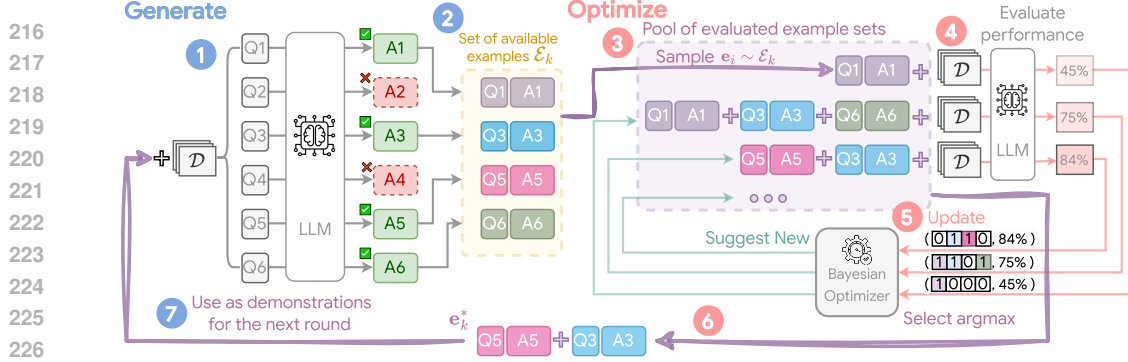 216
217
218
219
220
221
222
223
224
225
226
Generate
Optimize
1
2
Set of available
examples ℰₖ
3
Pool of evaluated example sets
Sample eᵢ ∼ ℰₖ
4
Evaluate
performance
Q1
Q2
Q3
Q4
Q5
Q6
LLM
A1
A2
A3
A4
A5
A6
Q1 A1
Q3 A3
Q5 A5
Q6 A6
+ 𝒟
Q1 A1 + 𝒟
Q1 A1 + Q3 A3 + Q6 A6 + 𝒟
Q5 A5 + Q3 A3 + 𝒟
LLM
45%
75%
84%
5 Update
(0 1 1 0, 84%)
(1 1 0 1, 75%)
(1 0 0 0, 45%)
Suggest New
Bayesian
Optimizer
Select argmax
6
7
Use as demonstrations
for the next round
e*ₖ
Q5 A5 + Q3 A3